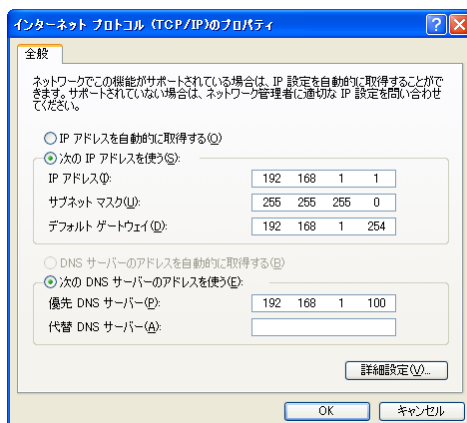 インターネット プロトコル (TCP/IP)のプロパティ
全般
ネットワークでこの機能がサポートされている場合は、IP 設定を自動的に取得することがで
きます。サポートされていない場合は、ネットワーク管理者に適切な IP 設定を問い合わせ
てください。
IP アドレスを自動的に取得する(O)
次の IP アドレスを使う(S):
IP アドレス(I): 192 168 1 1
サブネット マスク(U): 255 255 255 0
デフォルト ゲートウェイ(D): 192 168 1 254
DNS サーバーのアドレスを自動的に取得する(B)
次の DNS サーバーのアドレスを使う(E):
優先 DNS サーバー(P): 192 168 1 100
代替 DNS サーバー(A):
詳細設定(V)...
OK キャンセル